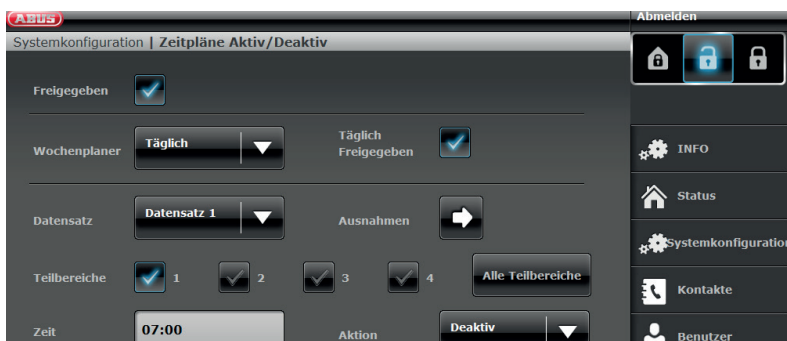 ABUS
Abmelden
Systemkonfiguration | Zeitpläne Aktiv/Deaktiv
Freigegeben
Wochenplaner
Täglich
Täglich
Freigegeben
Datensatz
Datensatz 1
Ausnahmen
Teilbereiche
1
2
3
4
Alle Teilbereiche
Zeit
07:00
Aktion
Deaktiv
INFO
Status
Systemkonfiguration
Kontakte
Benutzer